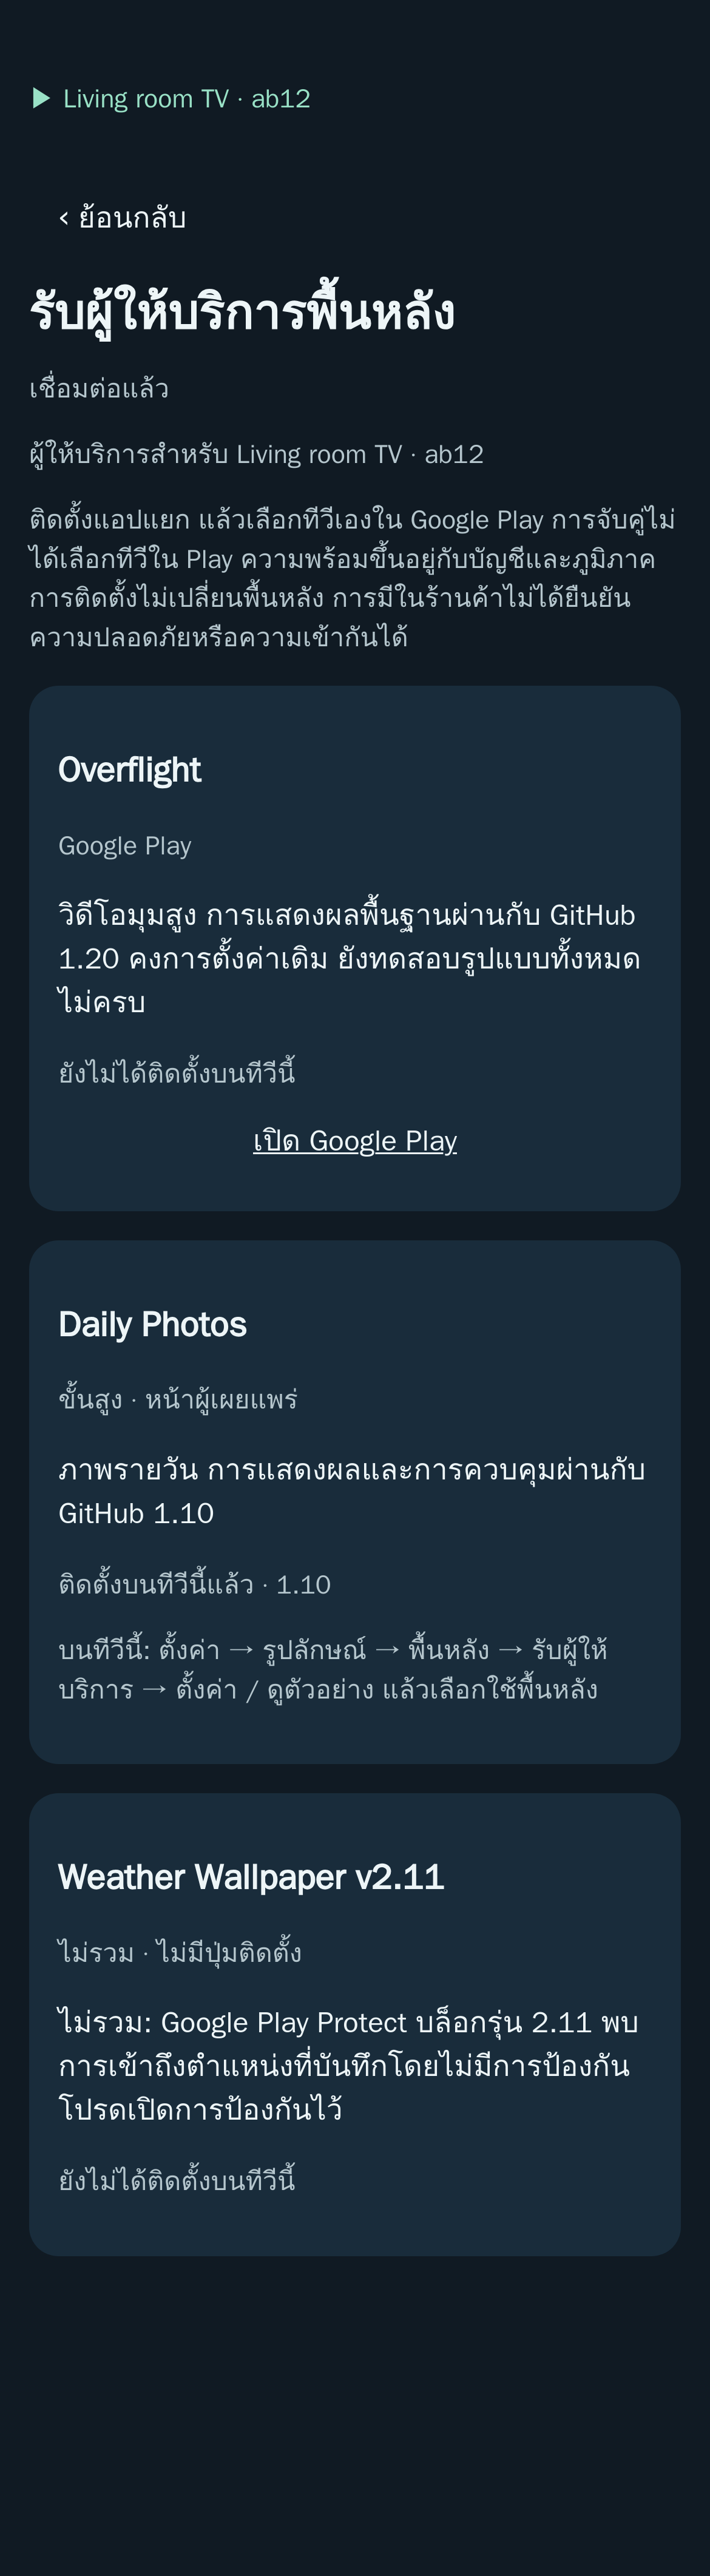 ▶ Living room TV · ab12
‹ ย้อนกลับ
รับผู้ให้บริการพื้นหลัง
เชื่อมต่อแล้ว
ผู้ให้บริการสำหรับ Living room TV · ab12
ติดตั้งแอปแยก แล้วเลือกทีวีเองใน Google Play การจับคู่ไม่
ได้เลือกทีวีใน Play ความพร้อมขึ้นอยู่กับบัญชีและภูมิภาค
การติดตั้งไม่เปลี่ยนพื้นหลัง การมีในร้านค้าไม่ได้ยืนยัน
ความปลอดภัยหรือความเข้ากันได้
Overflight
Google Play
วิดีโอมุมสูง การแสดงผลพื้นฐานผ่านกับ GitHub
1.20 คงการตั้งค่าเดิม ยังทดสอบรูปแบบทั้งหมด
ไม่ครบ
ยังไม่ได้ติดตั้งบนทีวีนี้
เปิด Google Play
Daily Photos
ขั้นสูง · หน้าผู้เผยแพร่
ภาพรายวัน การแสดงผลและการควบคุมผ่านกับ
GitHub 1.10
ติดตั้งบนทีวีนี้แล้ว · 1.10
บนทีวีนี้: ตั้งค่า → รูปลักษณ์ → พื้นหลัง → รับผู้ให้
บริการ → ตั้งค่า / ดูตัวอย่าง แล้วเลือกใช้พื้นหลัง
Weather Wallpaper v2.11
ไม่รวม · ไม่มีปุ่มติดตั้ง
ไม่รวม: Google Play Protect บล็อกรุ่น 2.11 พบ
การเข้าถึงตำแหน่งที่บันทึกโดยไม่มีการป้องกัน
โปรดเปิดการป้องกันไว้
ยังไม่ได้ติดตั้งบนทีวีนี้